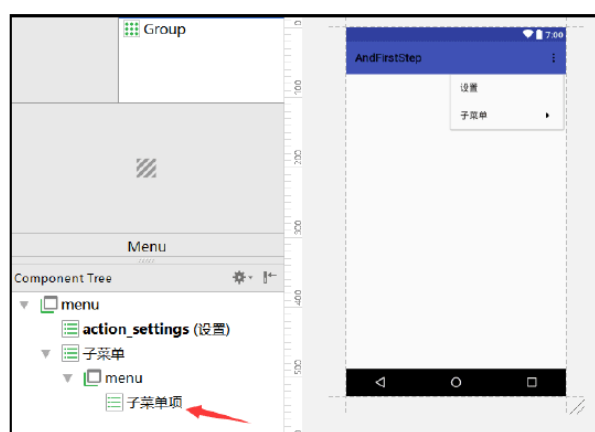 Group
Menu
Component Tree
menu
action_settings (设置)
子菜单
menu
子菜单项
0
100
200
300
400
500
7:00
AndFirstStep
设置
子菜单